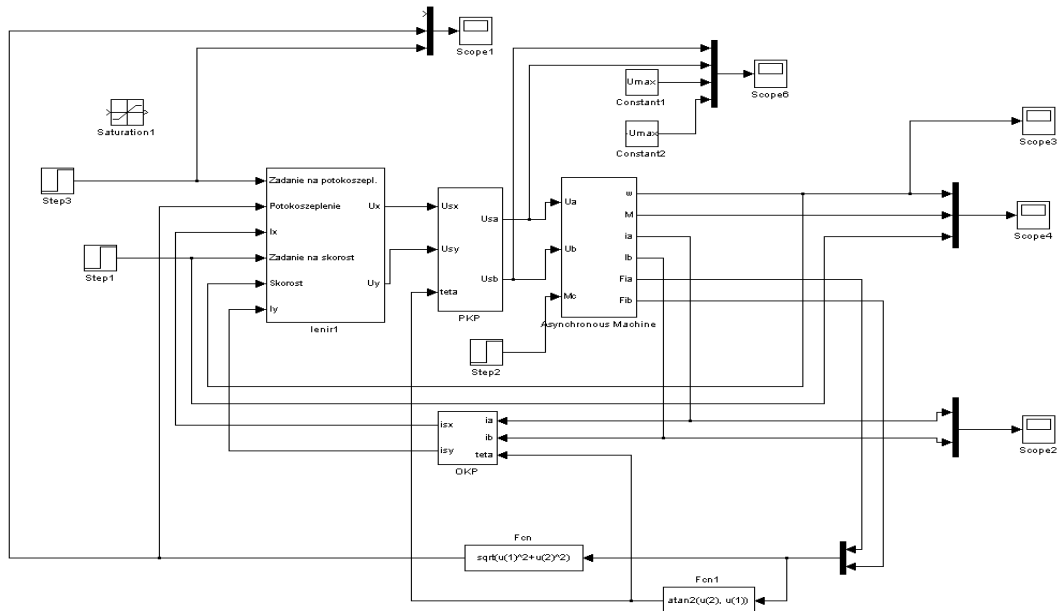 Scope1
Umax
Constant1
Scope6
-Umax
Constant2
Scope3
Saturation1
Step3
Zadanie na potokoszepl.
Potokoszeplenie
Ix
Zadanie na skorost
Skorost
Iy
Ux
Uy
lenir1
Step1
Usx
Usy
teta
Usa
Usb
PKP
Ua
Ub
Mc
w
M
ia
Ib
Fia
Fib
Asynchronous Machine
Scope4
Step2
isx
isy
ia
ib
teta
OKP
Scope2
Fcn
sqrt(u(1)^2+u(2)^2)
Fcn1
atan2(u(2), u(1))